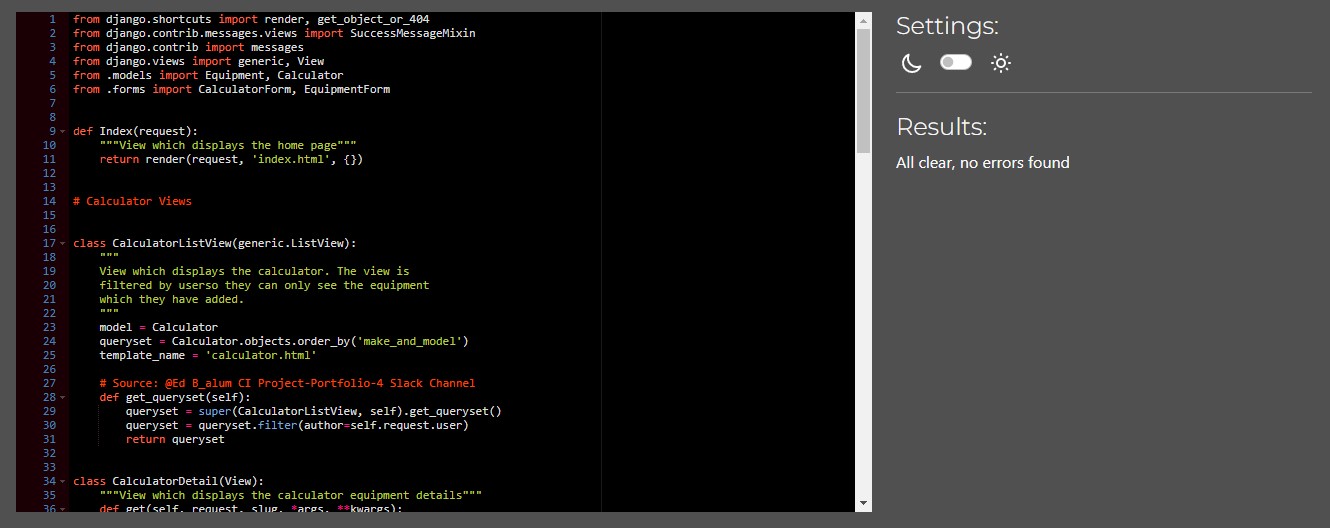 1 from django.shortcuts import render, get_object_or_404
2 from django.contrib.messages.views import SuccessMessageMixin
3 from django.contrib import messages
4 from django.views import generic, View
5 from .models import Equipment, Calculator
6 from .forms import CalculatorForm, EquipmentForm
7
8
9 def Index(request):
10     """View which displays the home page"""
11     return render(request, 'index.html', {})
12
13
14 # Calculator Views
15
16
17 class CalculatorListView(generic.ListView):
18     """
19     View which displays the calculator. The view is
20     filtered by userso they can only see the equipment
21     which they have added.
22     """
23     model = Calculator
24     queryset = Calculator.objects.order_by('make_and_model')
25     template_name = 'calculator.html'
26
27     # Source: @Ed B_alum CI Project-Portfolio-4 Slack Channel
28     def get_queryset(self):
29         queryset = super(CalculatorListView, self).get_queryset()
30         queryset = queryset.filter(author=self.request.user)
31         return queryset
32
33
34 class CalculatorDetail(View):
35     """View which displays the calculator equipment details"""
36     def get(self, request, slug, *args, **kwargs):
Settings:
Results:
All clear, no errors found